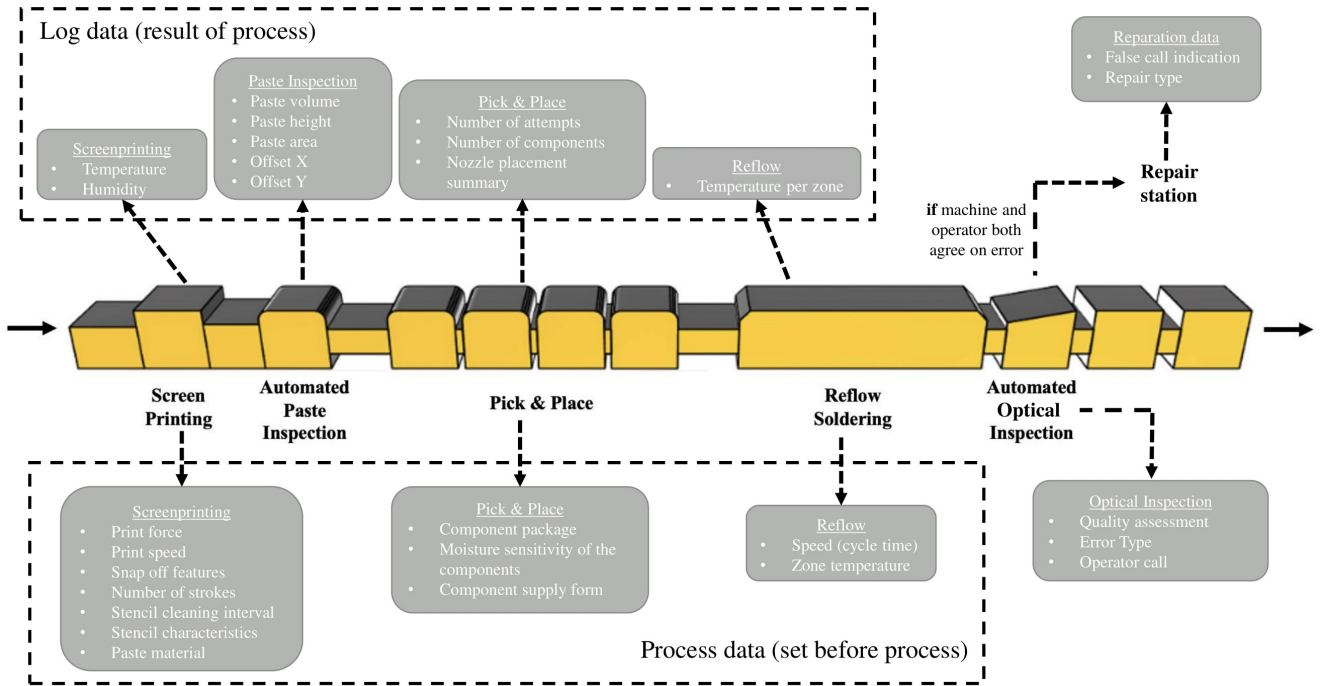 Log data (result of process)
Screenprinting
• Temperature
• Humidity
Paste Inspection
• Paste volume
• Paste height
• Paste area
• Offset X
• Offset Y
Pick & Place
• Number of attempts
• Number of components
• Nozzle placement
summary
Reflow
• Temperature per zone
Reparation data
• False call indication
• Repair type
Repair
station
if machine and
operator both
agree on error
Screen
Printing
Automated
Paste
Inspection
Pick & Place
Reflow
Soldering
Automated
Optical
Inspection
Screenprinting
• Print force
• Print speed
• Snap off features
• Number of strokes
• Stencil cleaning interval
• Stencil characteristics
• Paste material
Pick & Place
• Component package
• Moisture sensitivity of the
components
• Component supply form
Reflow
• Speed (cycle time)
• Zone temperature
Optical Inspection
• Quality assessment
• Error Type
• Operator call
Process data (set before process)